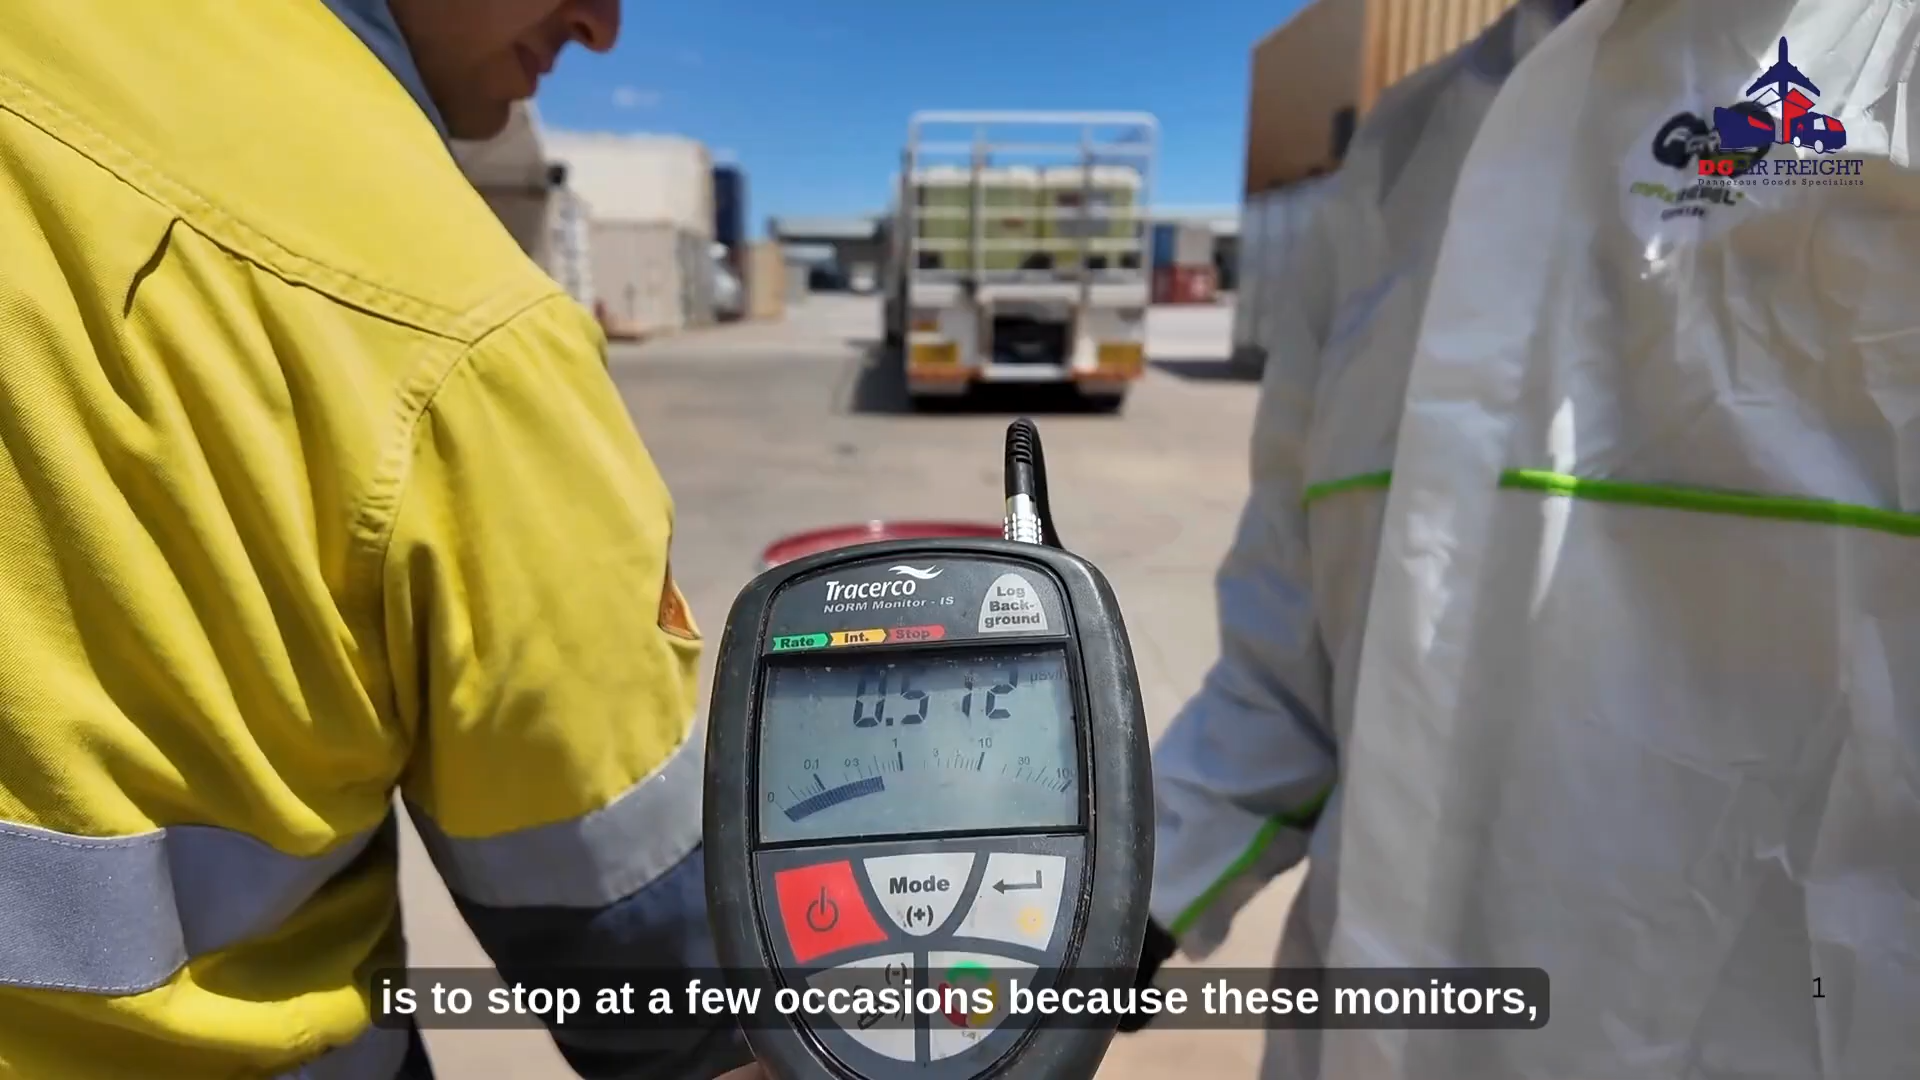 DG AIR FREIGHT
Dangerous Goods Specialists
Tracerco
NORM Monitor - IS
Log
Back-
ground
Rate Int. Stop
0.512
0 0.1 0.3 1 3 10 30 100
Mode
(+)
(-)
is to stop at a few occasions because these monitors,
1